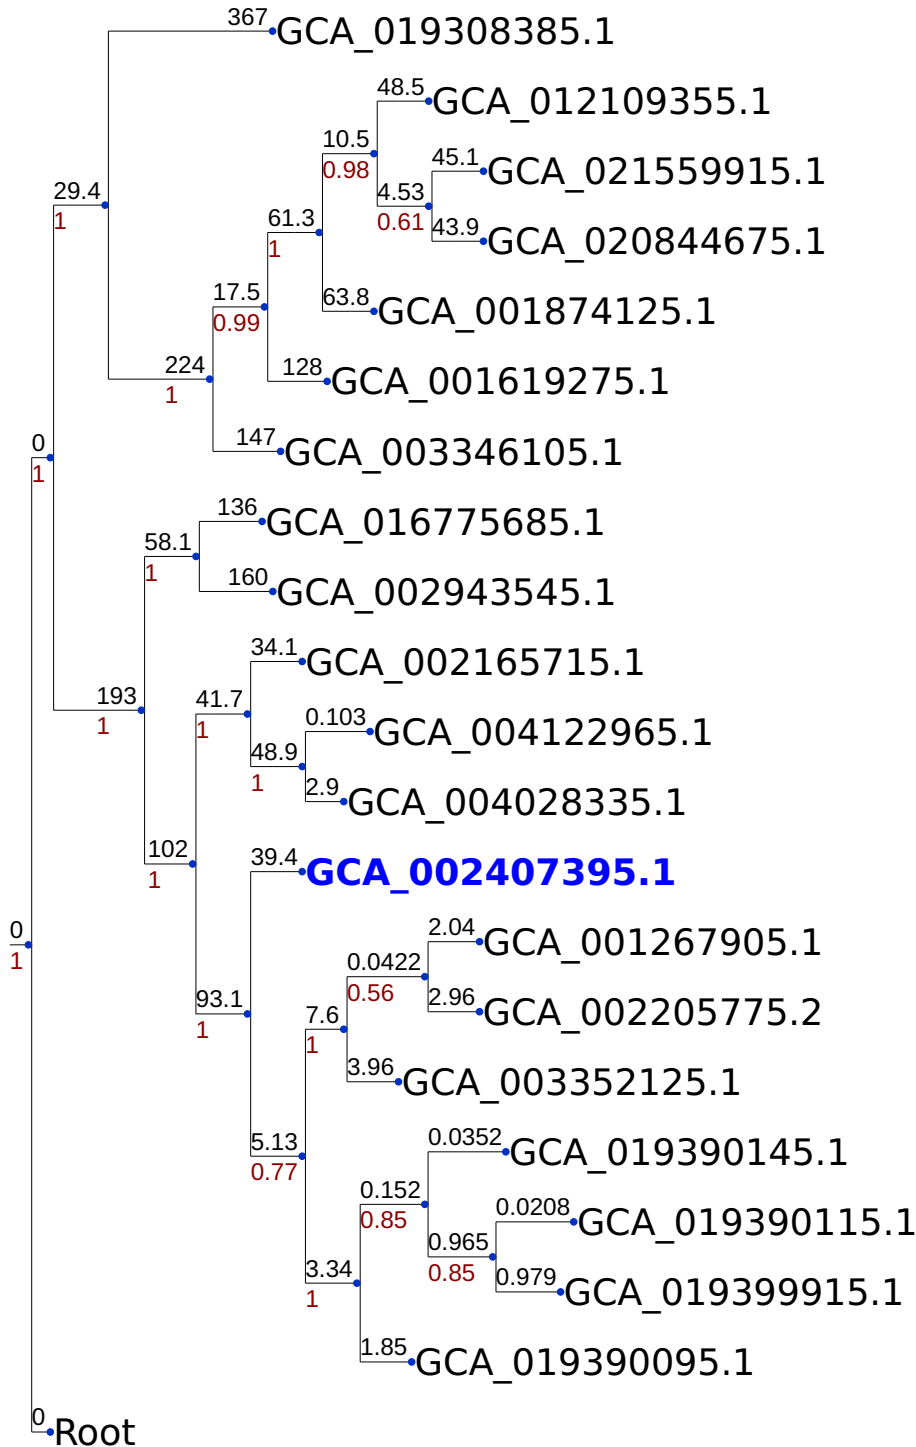 367
GCA_019308385.1
48.5
GCA_012109355.1
10.5
0.98
45.1
GCA_021559915.1
4.53
0.61
43.9
GCA_020844675.1
29.4
1
61.3
1
63.8
GCA_001874125.1
17.5
0.99
128
GCA_001619275.1
224
1
147
GCA_003346105.1
0
1
136
GCA_016775685.1
58.1
1
160
GCA_002943545.1
34.1
GCA_002165715.1
193
1
41.7
1
0.103
GCA_004122965.1
48.9
1
2.9
GCA_004028335.1
102
1
39.4
GCA_002407395.1
0
1
2.04
GCA_001267905.1
0.0422
0.56
2.96
GCA_002205775.2
93.1
1
7.6
1
3.96
GCA_003352125.1
5.13
0.77
0.0352
GCA_019390145.1
0.152
0.85
0.0208
GCA_019390115.1
0.965
0.85
0.979
GCA_019399915.1
3.34
1
1.85
GCA_019390095.1
0
Root